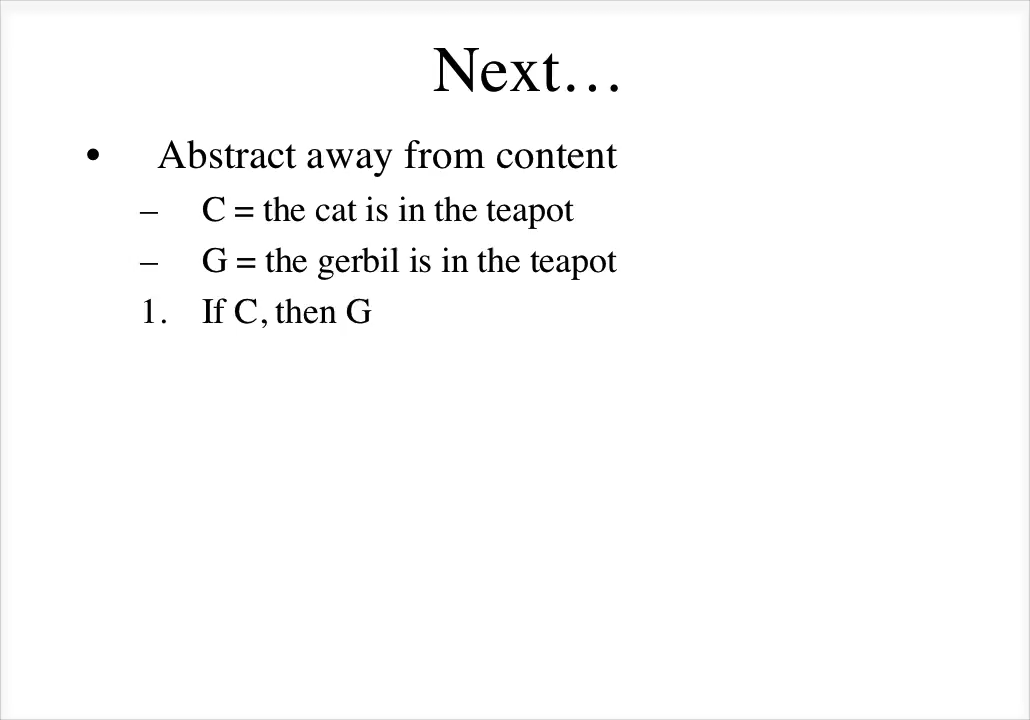 Next…
• Abstract away from content
– C = the cat is in the teapot
– G = the gerbil is in the teapot
1. If C, then G